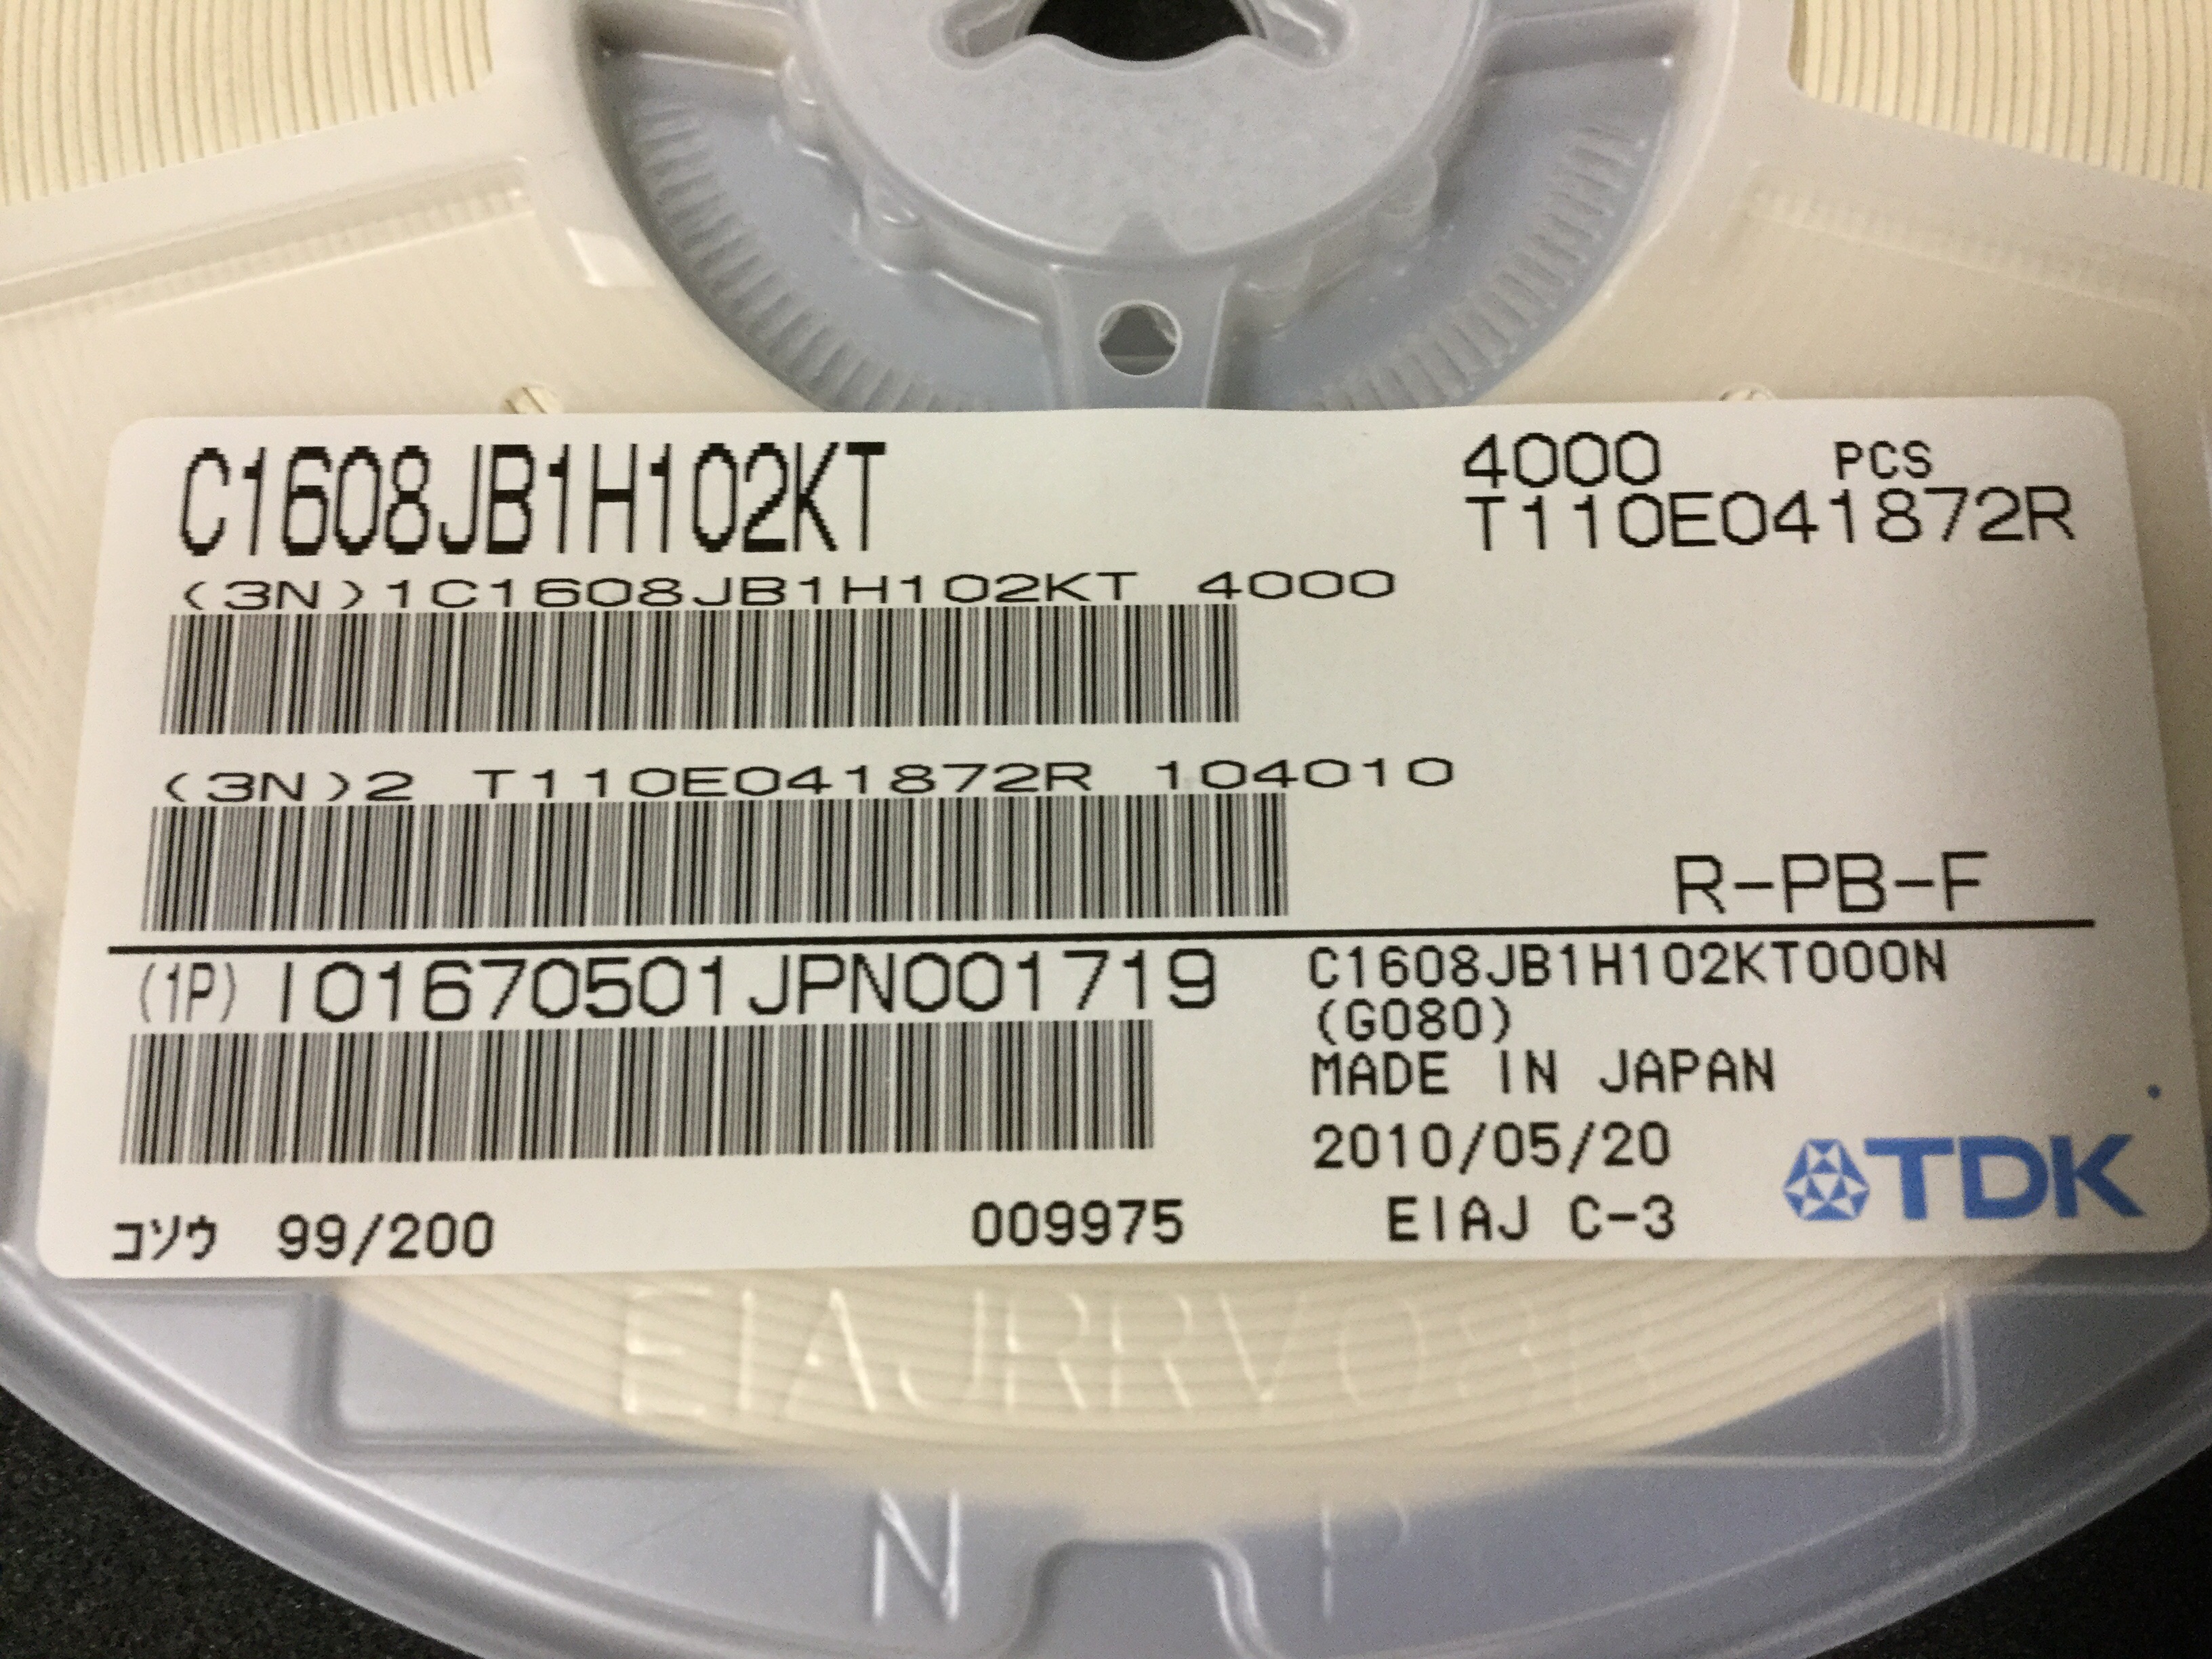 C1608JB1H102KT
4000 PCS
T110E041872R
(3N)1C1608JB1H102KT 4000
(3N)2 T110E041872R 104010
R-PB-F
(1P) I01670501JPN001719
C1608JB1H102KT000N
(G080)
MADE IN JAPAN
2010/05/20
コソウ 99/200
009975
EIAJ C-3
TDK
EIAJRRV08
N